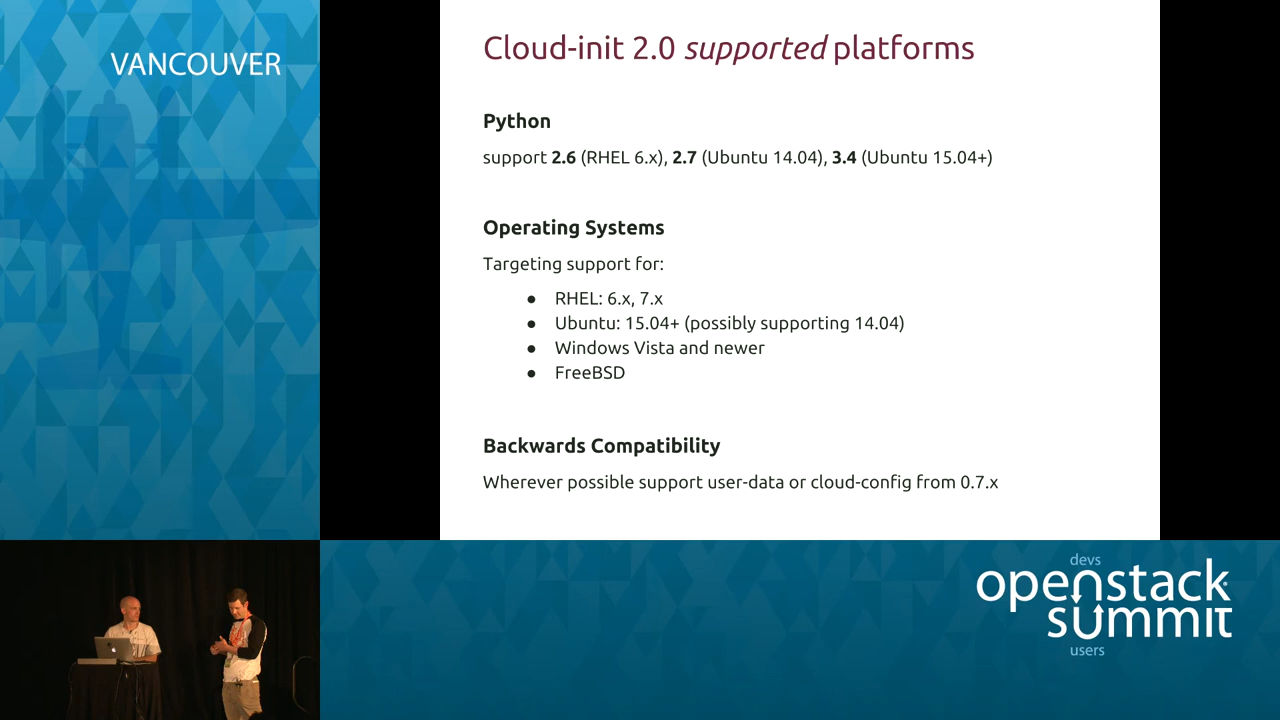 VANCOUVER
Cloud-init 2.0 supported platforms
Python
support 2.6 (RHEL 6.x), 2.7 (Ubuntu 14.04), 3.4 (Ubuntu 15.04+)
Operating Systems
Targeting support for:
● RHEL: 6.x, 7.x
● Ubuntu: 15.04+ (possibly supporting 14.04)
● Windows Vista and newer
● FreeBSD
Backwards Compatibility
Wherever possible support user-data or cloud-config from 0.7.x
devs
openstack
summit
users